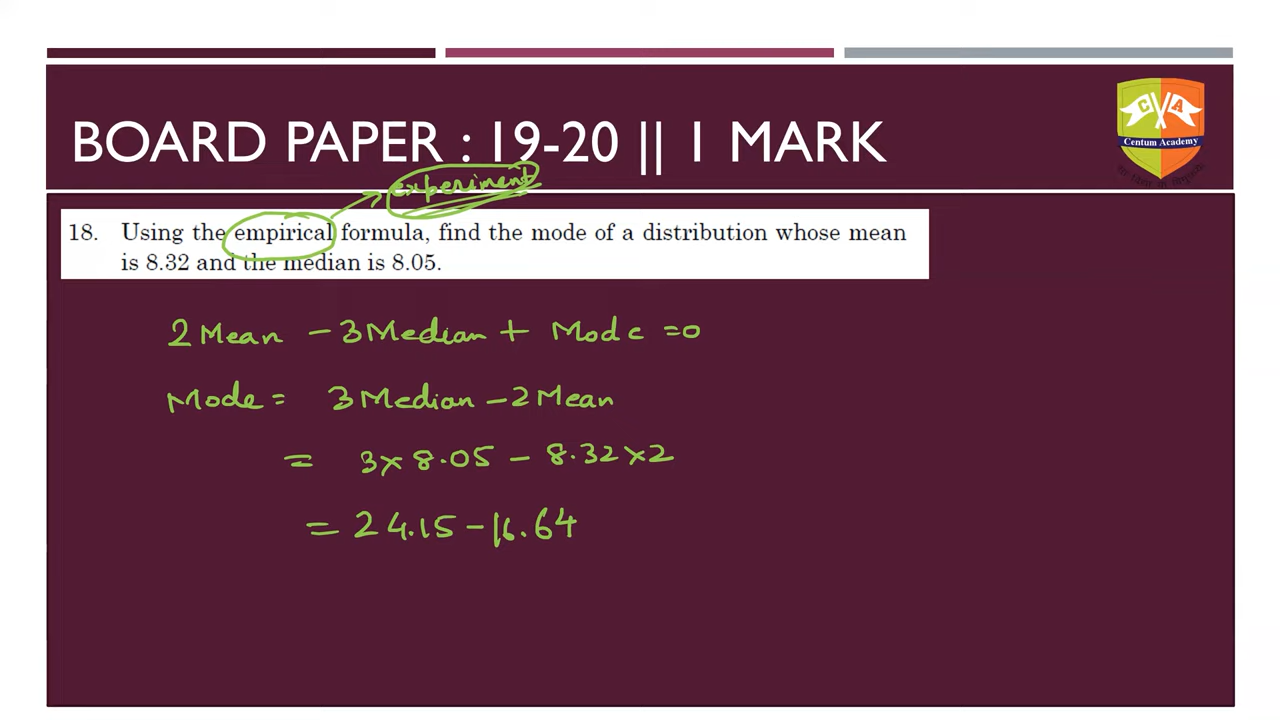 BOARD PAPER : 19-20 || 1 MARK
C A
Centum Academy
experiment
18. Using the empirical formula, find the mode of a distribution whose mean
is 8.32 and the median is 8.05.
2 Mean - 3 Median + Mode = 0
Mode = 3 Median - 2 Mean
= 3 × 8.05 - 8.32 × 2
= 24.15 - 16.64